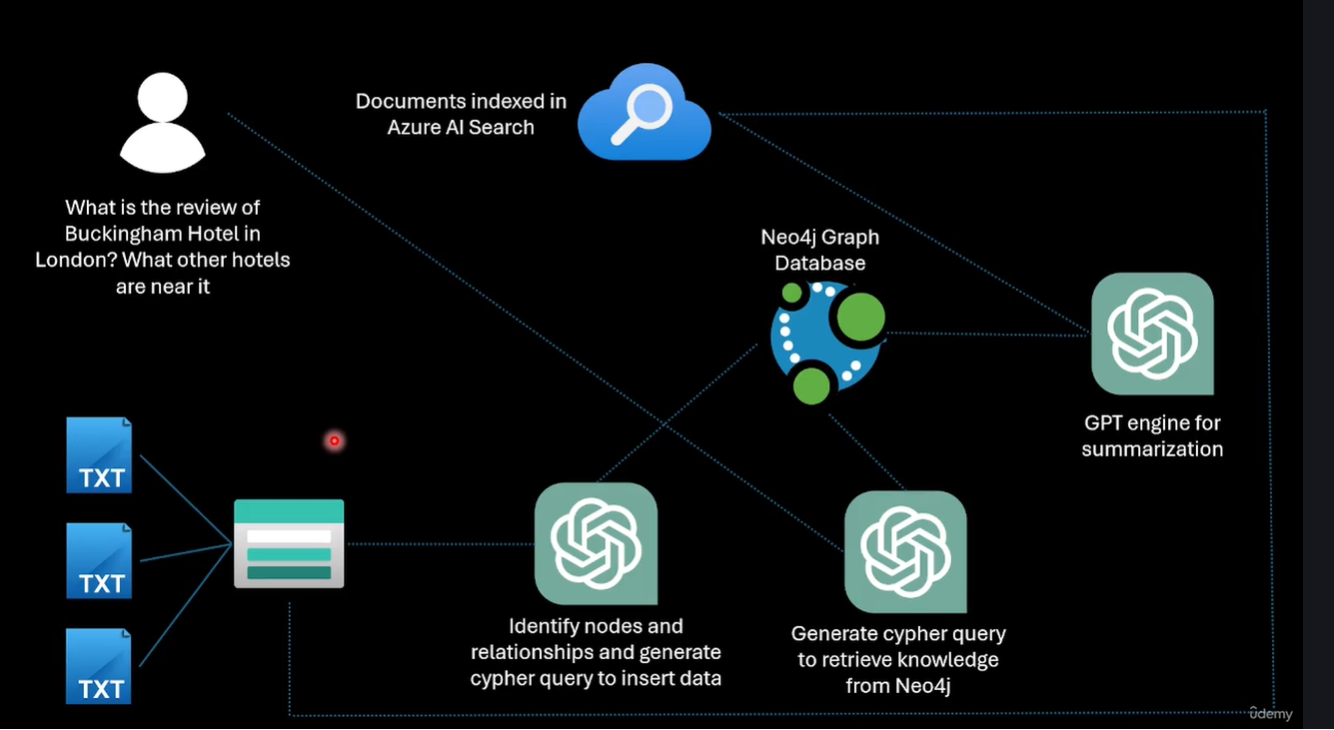 Documents indexed in
Azure AI Search
What is the review of
Buckingham Hotel in
London? What other hotels
are near it
Neo4j Graph
Database
GPT engine for
summarization
TXT
TXT
TXT
Identify nodes and
relationships and generate
cypher query to insert data
Generate cypher query
to retrieve knowledge
from Neo4j
ûdemy